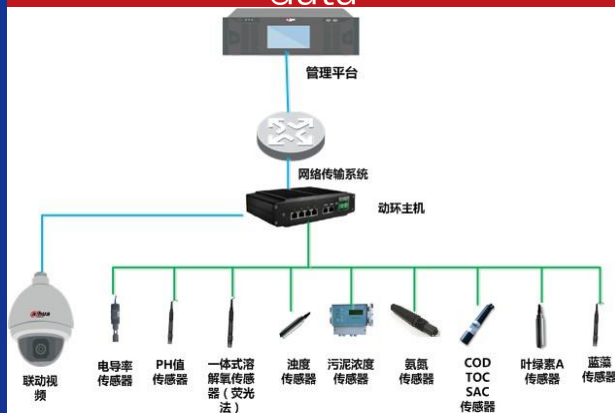 data
管理平台
网络传输系统
动环主机
alhua
联动视
频
电导率
传感器
PH值
传感器
一体式溶
解氧传感
器（荧光
法）
浊度
传感器
污泥浓度
传感器
氨氮
传感器
COD
TOC
SAC
传感器
叶绿素A
传感器
蓝藻
传感器